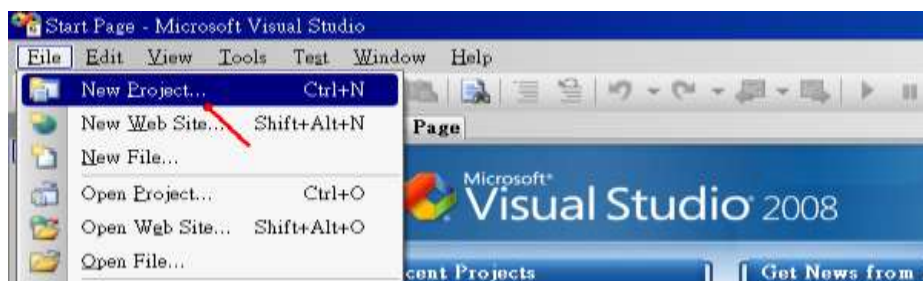 Start Page - Microsoft Visual Studio
File Edit View Tools Test Window Help
New Project... Ctrl+N
New Web Site... Shift+Alt+N
Page
New File...
Open Project... Ctrl+O
Microsoft
Visual Studio 2008
Open Web Site... Shift+Alt+O
Open File...
cent Projects
Get News from